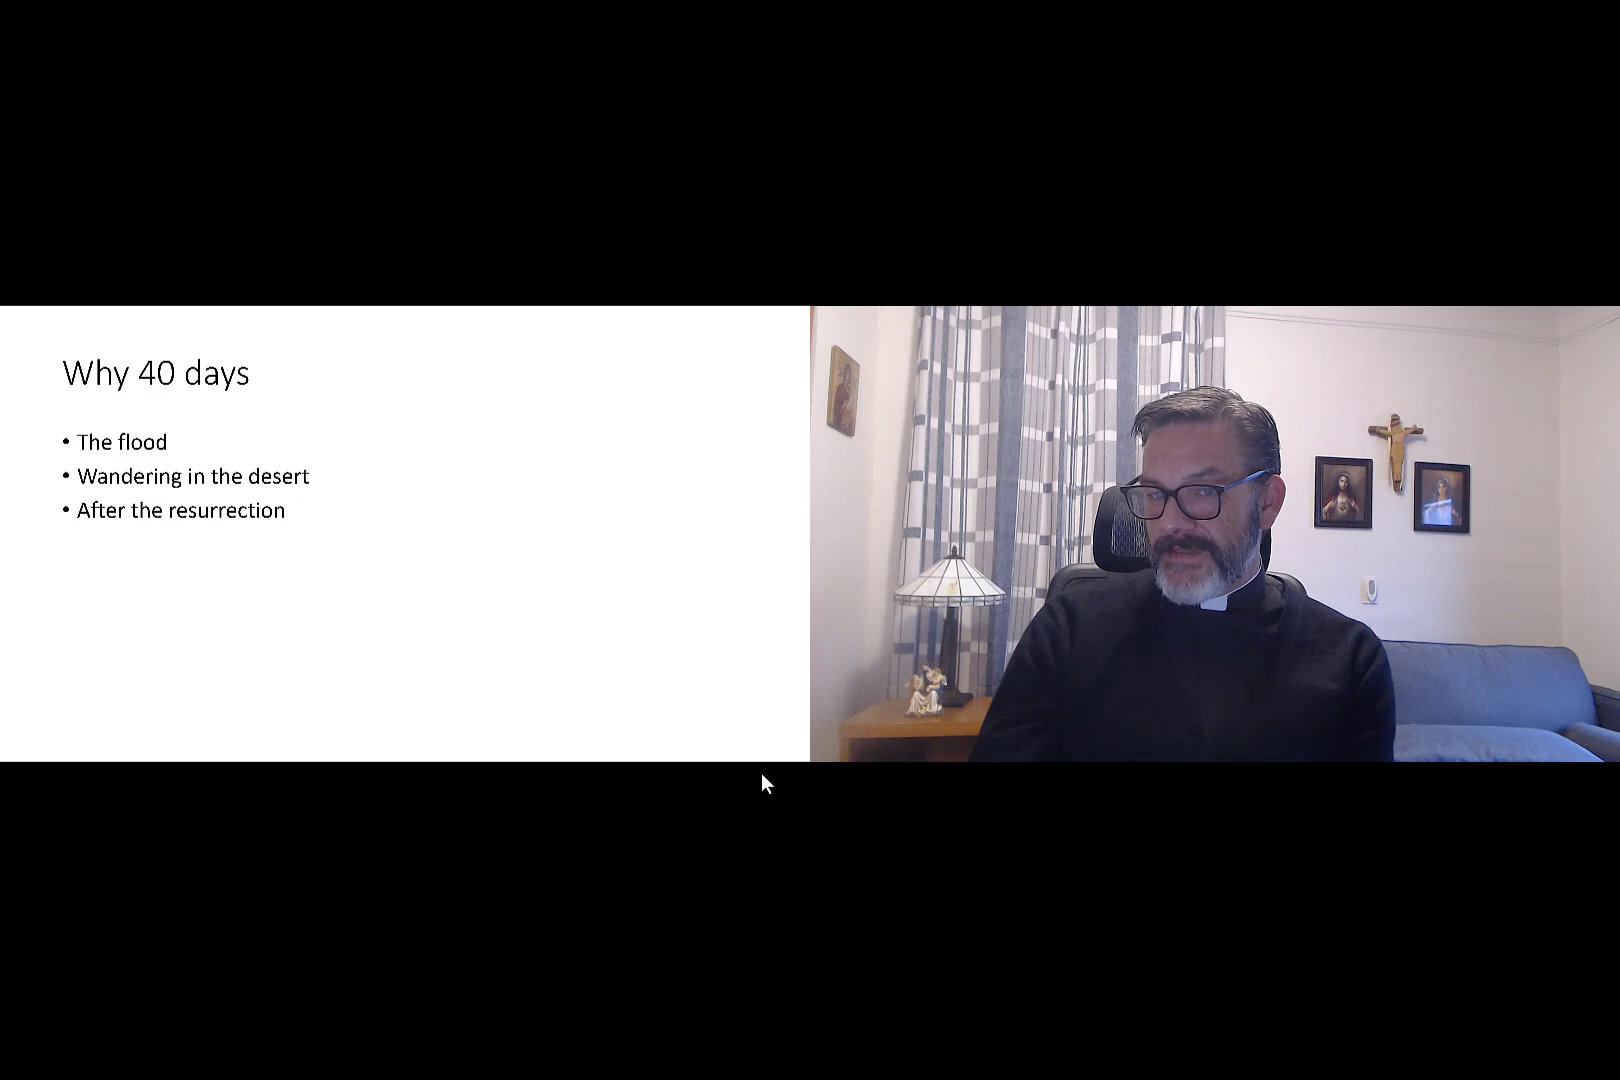 Why 40 days
• The flood
• Wandering in the desert
• After the resurrection